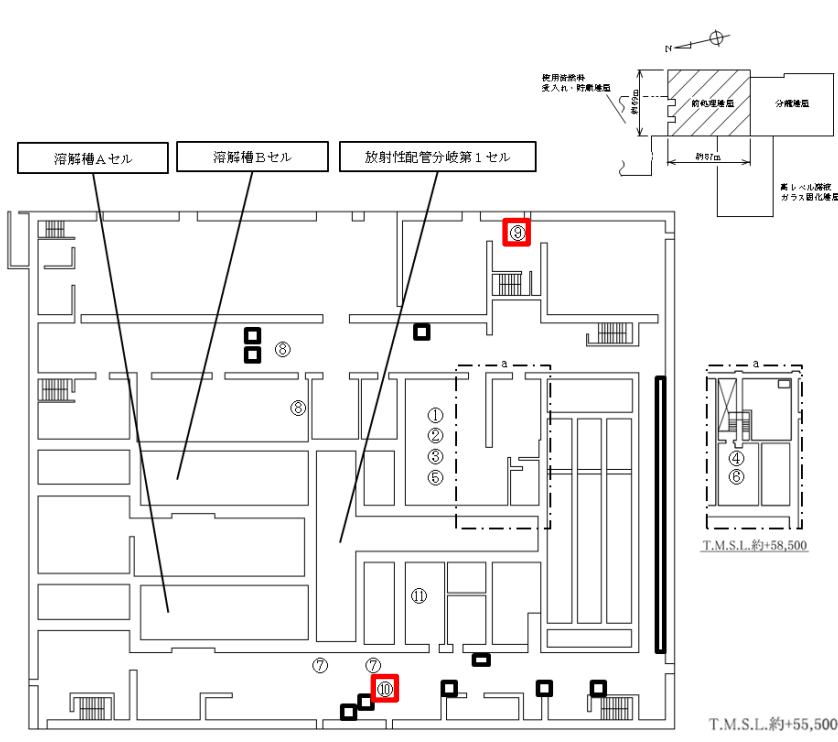 N
使用済燃料
受入れ・貯蔵建屋
約69m
前処理建屋
分離建屋
約87m
高レベル廃液
ガラス固化建屋
溶解槽Aセル
溶解槽Bセル
放射性配管分岐第1セル
⑨
⑧
a
a
⑧
①
②
③
⑤
④
⑥
T.M.S.L.約+58,500
⑪
⑦
⑦
⑩
T.M.S.L.約+55,500